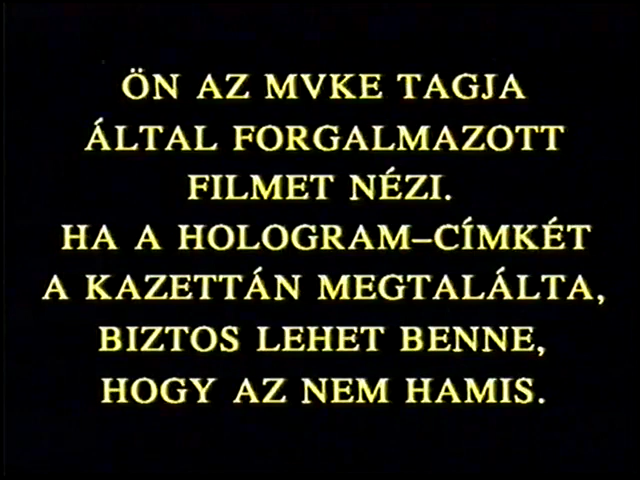 ÖN AZ MVKE TAGJA
ÁLTAL FORGALMAZOTT
FILMET NÉZI.
HA A HOLOGRAM–CÍMKÉT
A KAZETTÁN MEGTALÁLTA,
BIZTOS LEHET BENNE,
HOGY AZ NEM HAMIS.